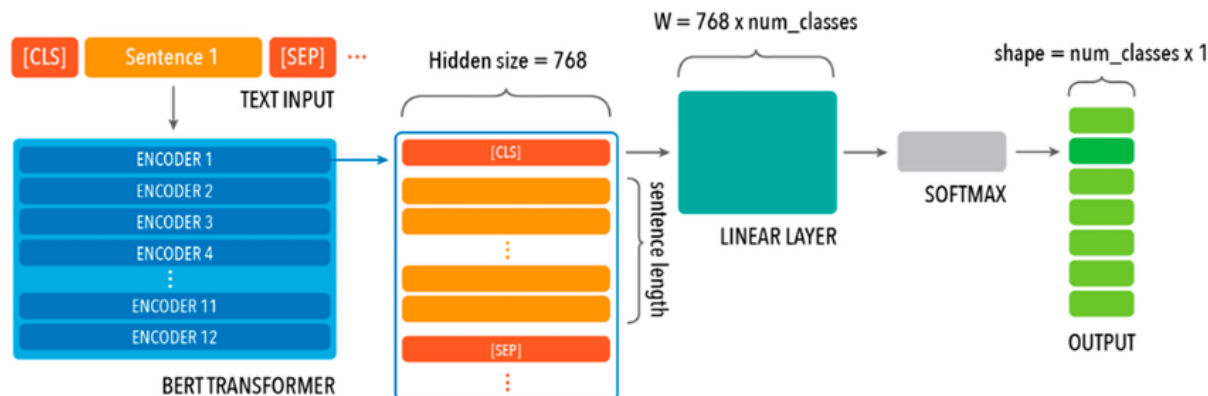 [CLS] Sentence 1 [SEP] ...
TEXT INPUT
ENCODER 1
ENCODER 2
ENCODER 3
ENCODER 4
⋮
ENCODER 11
ENCODER 12
BERT TRANSFORMER
Hidden size = 768
[CLS]
⋮
[SEP]
⋮
sentence length
W = 768 x num_classes
LINEAR LAYER
SOFTMAX
shape = num_classes x 1
OUTPUT